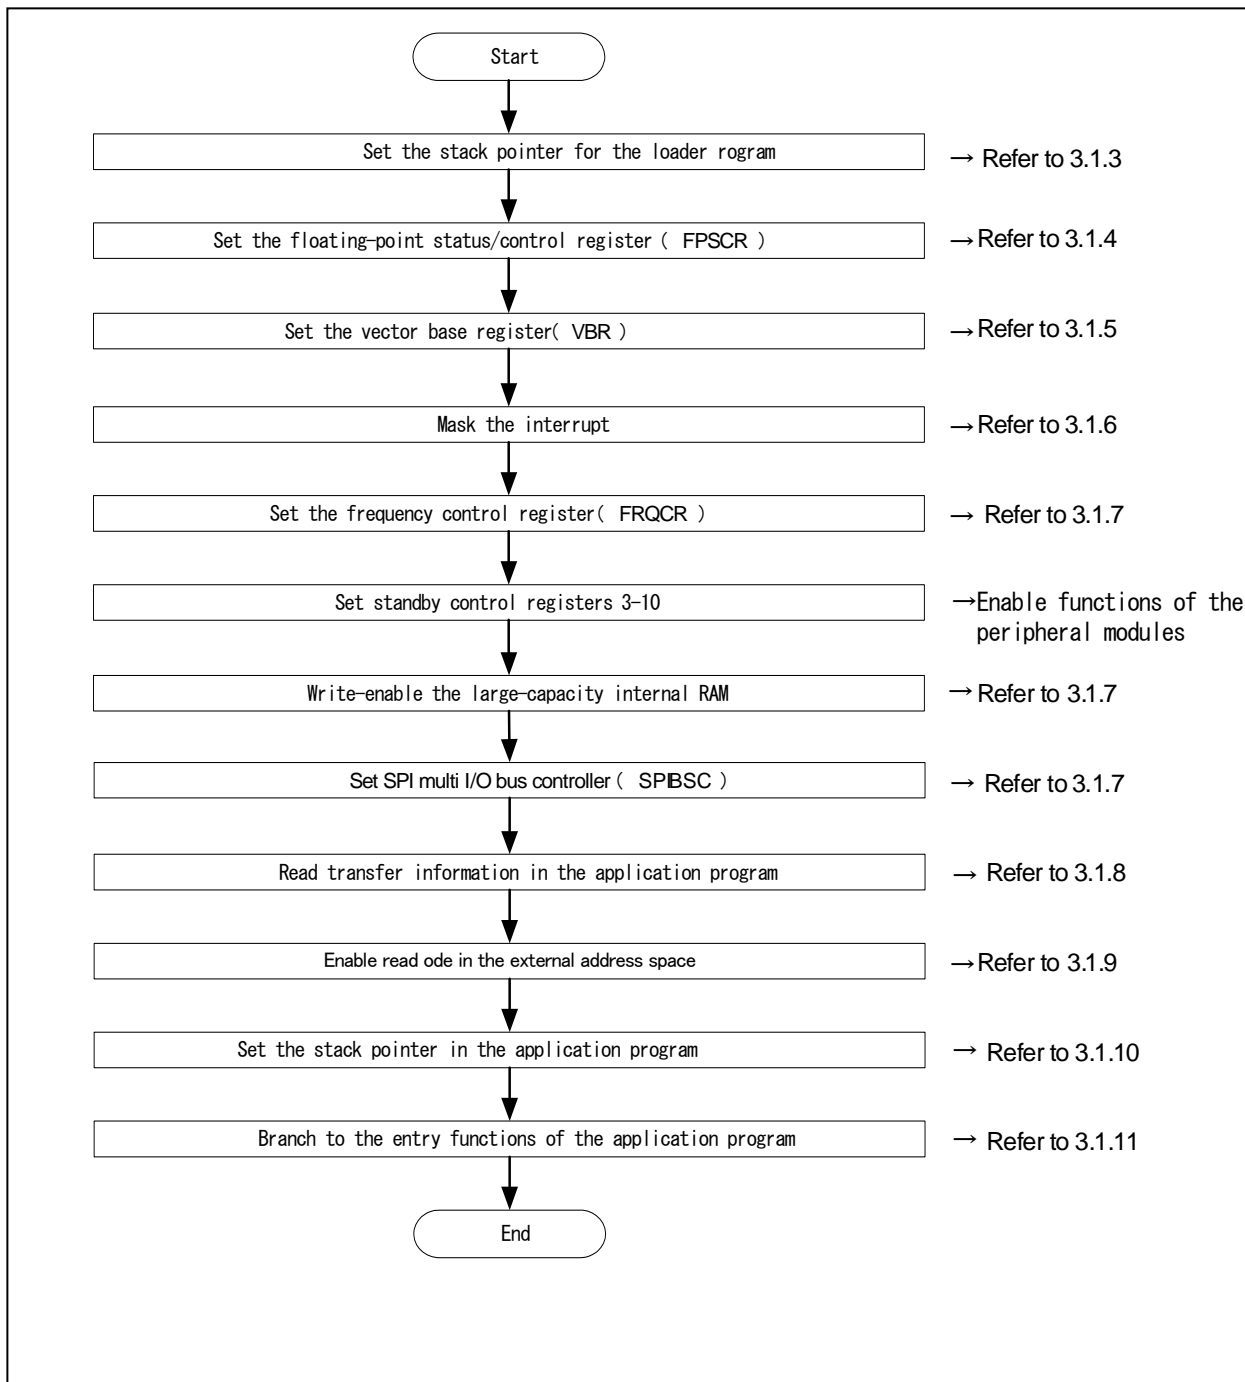 Start
Set the stack pointer for the loader rogram
→ Refer to 3.1.3
Set the floating-point status/control register ( FPSCR )
→ Refer to 3.1.4
Set the vector base register( VBR )
→ Refer to 3.1.5
Mask the interrupt
→ Refer to 3.1.6
Set the frequency control register( FRQCR )
→ Refer to 3.1.7
Set standby control registers 3-10
→Enable functions of the
peripheral modules
Write-enable the large-capacity internal RAM
→ Refer to 3.1.7
Set SPI multi I/O bus controller ( SPIBSC )
→ Refer to 3.1.7
Read transfer information in the application program
→ Refer to 3.1.8
Enable read ode in the external address space
→ Refer to 3.1.9
Set the stack pointer in the application program
→ Refer to 3.1.10
Branch to the entry functions of the application program
→ Refer to 3.1.11
End